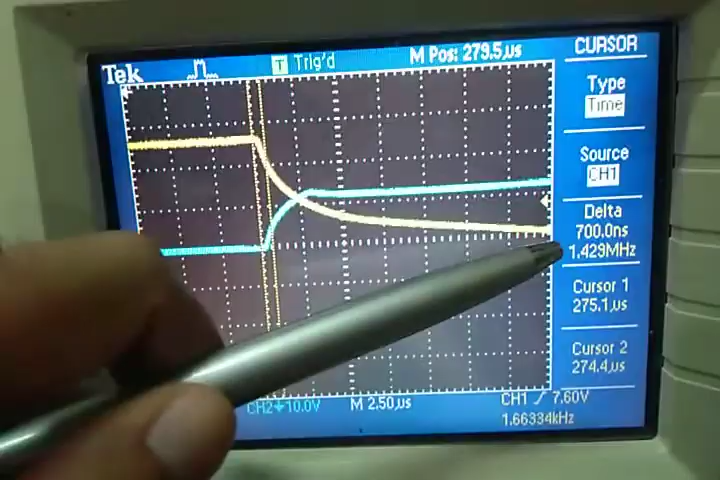 Tek
T Trig'd
M Pos: 279.5µs
CURSOR
Type
Time
Source
CH1
Delta
700.0ns
1.429MHz
Cursor 1
275.1µs
Cursor 2
274.4µs
CH2 10.0V
M 2.50µs
CH1 7.60V
1.66334kHz